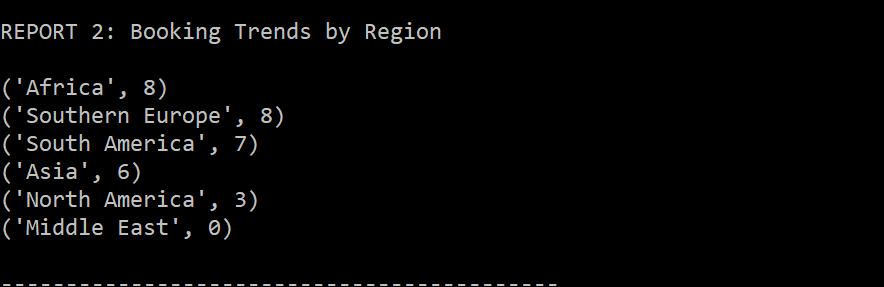 REPORT 2: Booking Trends by Region
('Africa', 8)
('Southern Europe', 8)
('South America', 7)
('Asia', 6)
('North America', 3)
('Middle East', 0)
-------------------------------------------